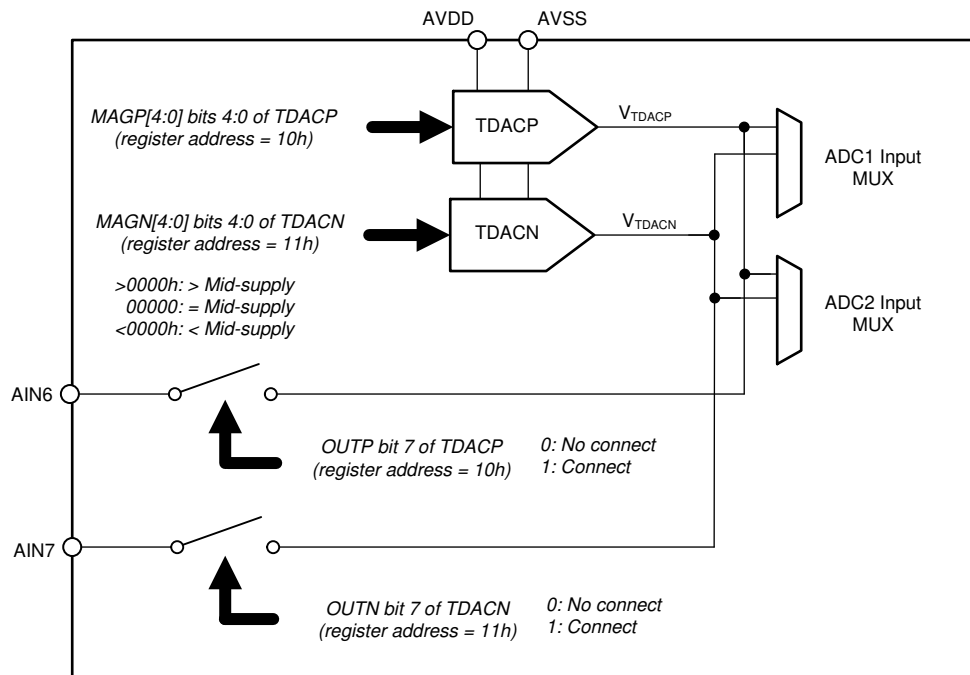 AVDD AVSS
MAGP[4:0] bits 4:0 of TDACP
(register address = 10h)
TDACP
VTDACP
ADC1 Input
MUX
MAGN[4:0] bits 4:0 of TDACN
(register address = 11h)
TDACN
VTDACN
>0000h: > Mid-supply
00000: = Mid-supply
<0000h: < Mid-supply
ADC2 Input
MUX
AIN6
OUTP bit 7 of TDACP
(register address = 10h)
0: No connect
1: Connect
AIN7
OUTN bit 7 of TDACN
(register address = 11h)
0: No connect
1: Connect